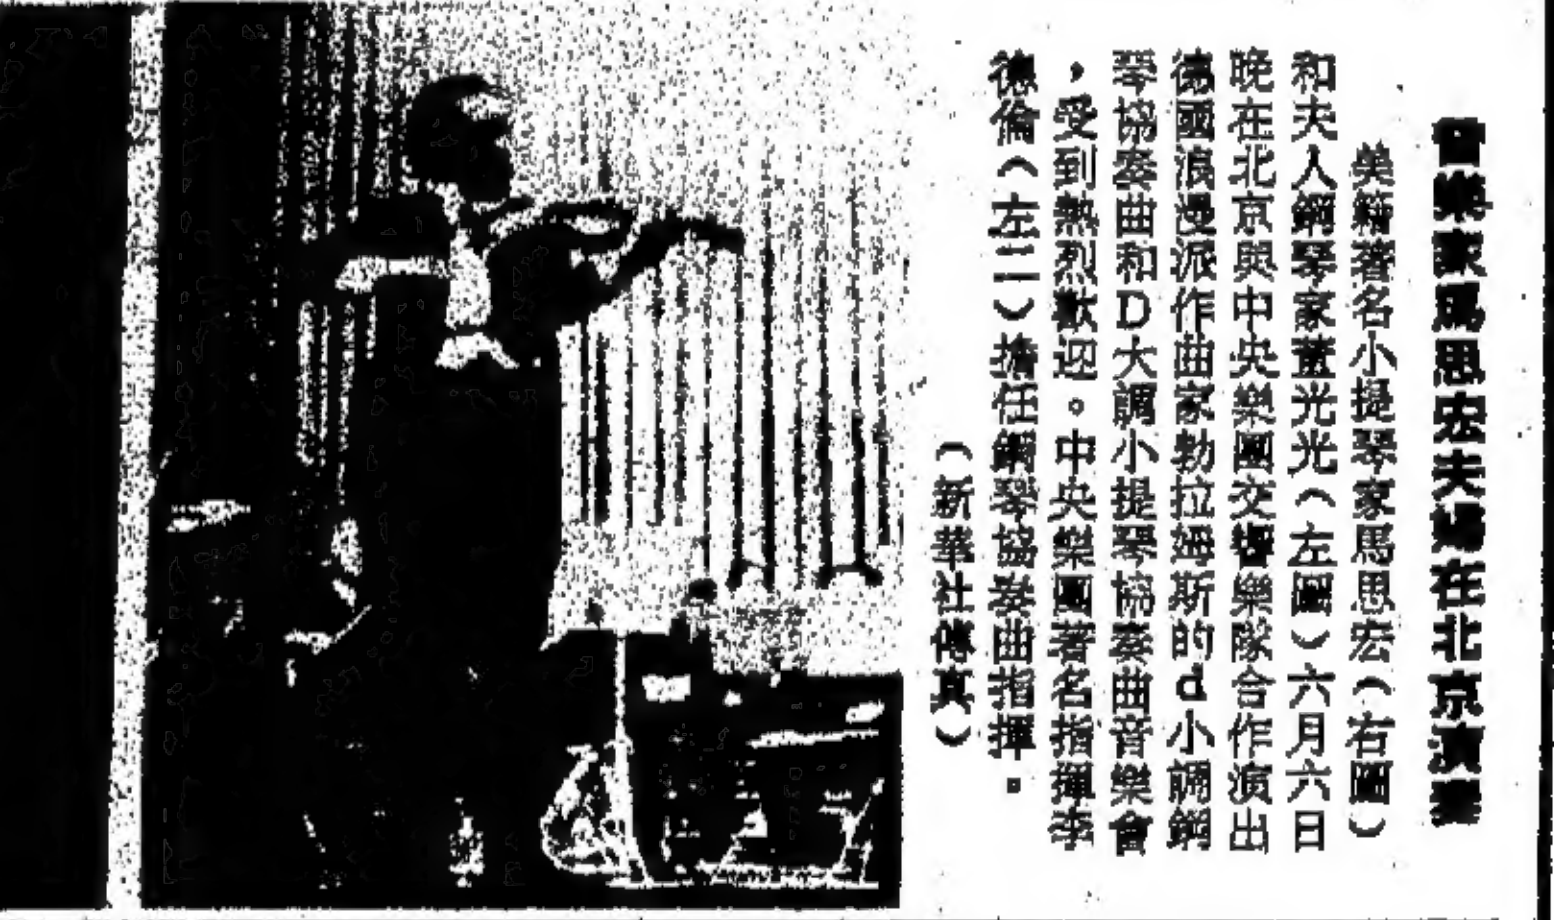 音樂家馬思宏夫婦在北京演奏
美籍著名小提琴家馬思宏（右圖）
和夫人鋼琴家董光光（左圖）六月六日
晚在北京與中央樂團交響樂隊合作演出
德國浪漫派作曲家勃拉姆斯的d小調鋼
琴協奏曲和D大調小提琴協奏曲音樂會
，受到熱烈歡迎。中央樂團著名指揮李
德倫（左二）擔任鋼琴協奏曲指揮。
（新華社傳真）